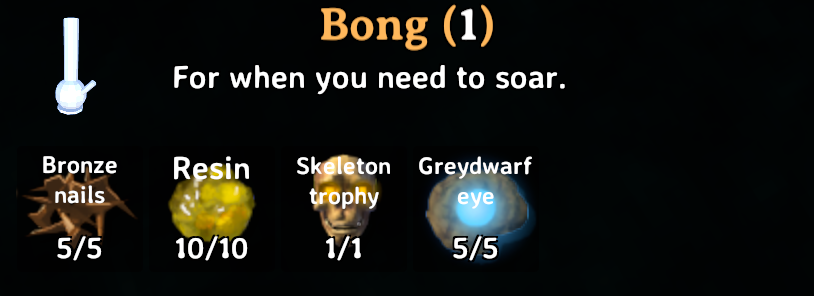 Bong (1)
For when you need to soar.
Bronze nails
Resin
Skeleton trophy
Greydwarf eye
5/5
10/10
1/1
5/5